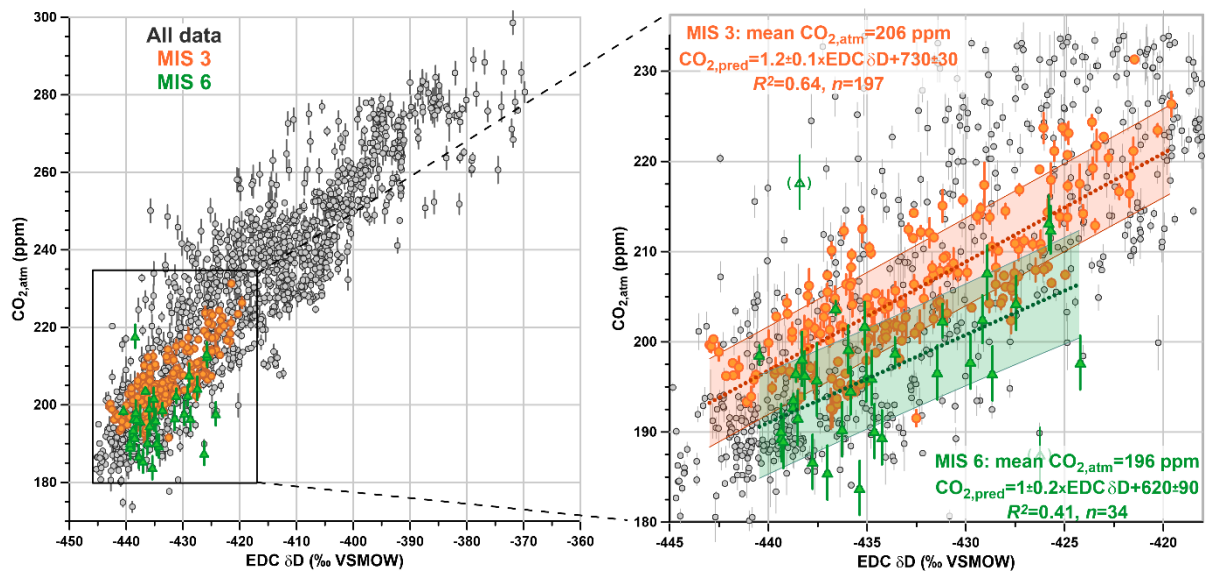 All data
MIS 3
MIS 6
CO2,atm (ppm)
300
280
260
240
220
200
180
170
-450
-440
-430
-420
-410
-400
-390
-380
-370
-360
EDC δD (‰ VSMOW)
MIS 3: mean CO2,atm=206 ppm
CO2,pred=1.2±0.1xEDC δD+730±30
R²=0.64, n=197
CO2,atm (ppm)
230
220
210
200
190
180
( )
( )
MIS 6: mean CO2,atm=196 ppm
CO2,pred=1±0.2xEDC δD+620±90
R²=0.41, n=34
-445
-440
-435
-430
-425
-420
EDC δD (‰ VSMOW)